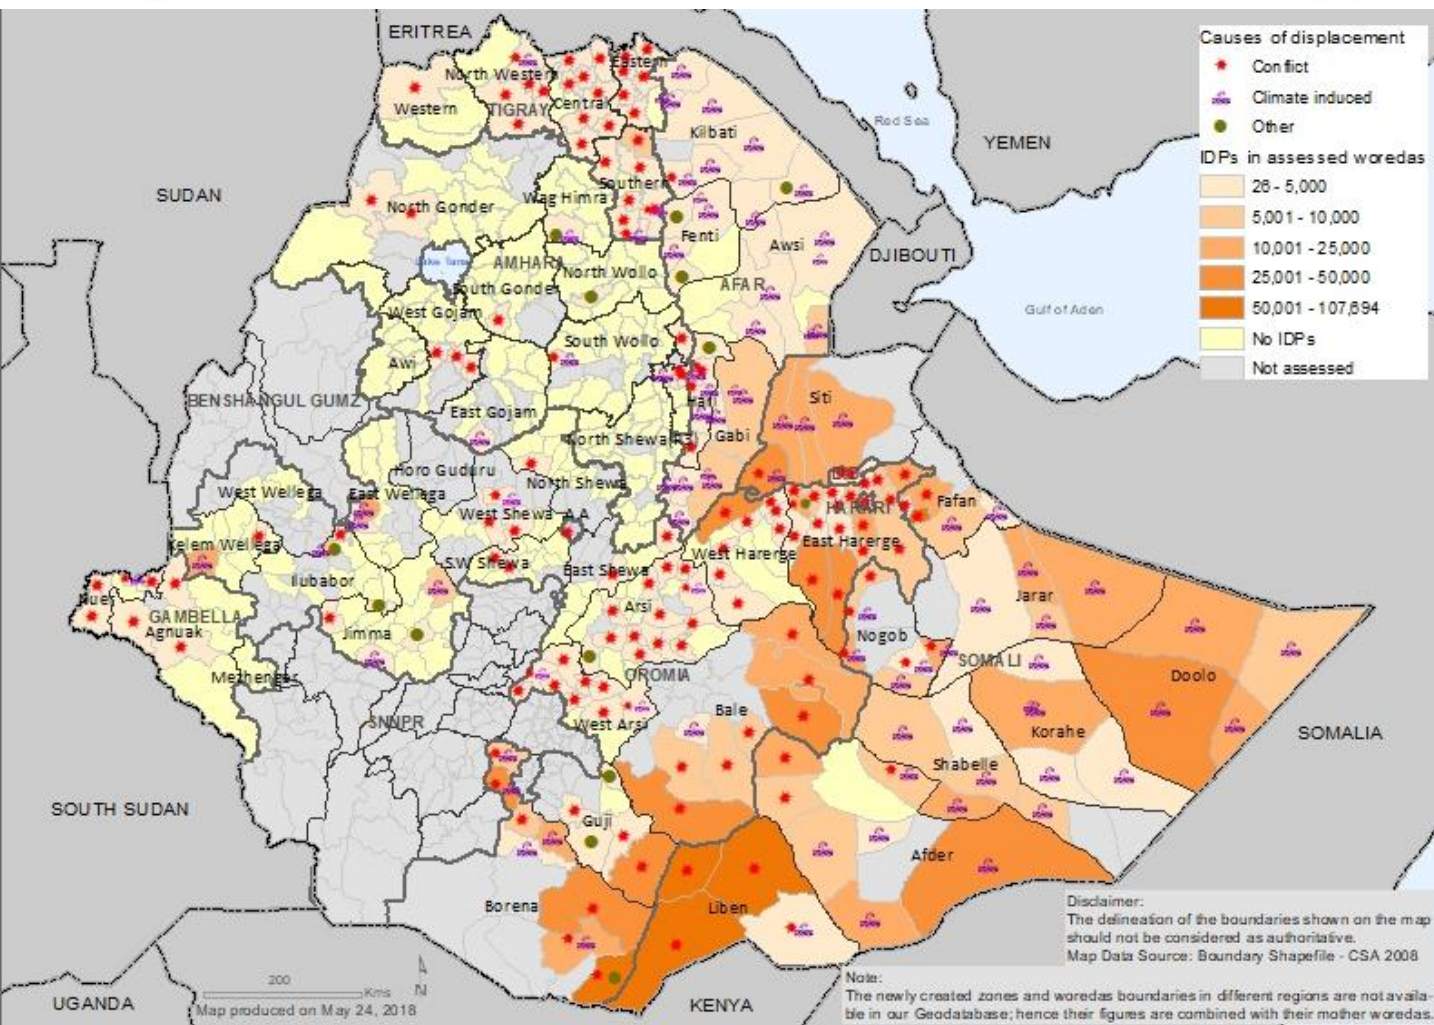 ERITREA
Causes of displacement
Conflict
Climate induced
Other
IDPs in assessed woredas
26 - 5,000
5,001 - 10,000
10,001 - 25,000
25,001 - 50,000
50,001 - 107,694
No IDPs
Not assessed
North Western
Eastern
Western
TIGRAY
Central
Red Sea
Kilbati
YEMEN
SUDAN
Southern
Wag Himra
North Gonder
Fenti
Awsi
DJIBOUTI
Lake Tana
AMHARA
North Wollo
AFAR
South Gonder
West Gojam
Gulf of Aden
South Wollo
Awi
Siti
BENSHANGUL GUMZ
Hari
East Gojam
North Shewa(R3)
Gabi
Horo Guduru
North Shewa
West Wellega
East Wellega
Fafan
HARARI
West Shewa
A.A
Kelem Wellega
East Harerge
West Harerge
S.W Shewa
East Shewa
Ilubabor
Nuer
Jarar
GAMBELLA
Arsi
Agnuak
Jimma
Nogob
SOMALI
Mezhenger
OROMIA
Doolo
Bale
SNNPR
West Arsi
Korahe
SOMALIA
Shabelle
SOUTH SUDAN
Guji
Afder
Borena
Liben
Disclaimer:
The delineation of the boundaries shown on the map
should not be considered as authoritative.
Map Data Source: Boundary Shapefile - CSA 2008
200
Kms
N
Note:
The newly created zones and woredas boundaries in different regions are not availa-
ble in our Geodatabase; hence their figures are combined with their mother woredas.
UGANDA
Map produced on May 24, 2018
KENYA